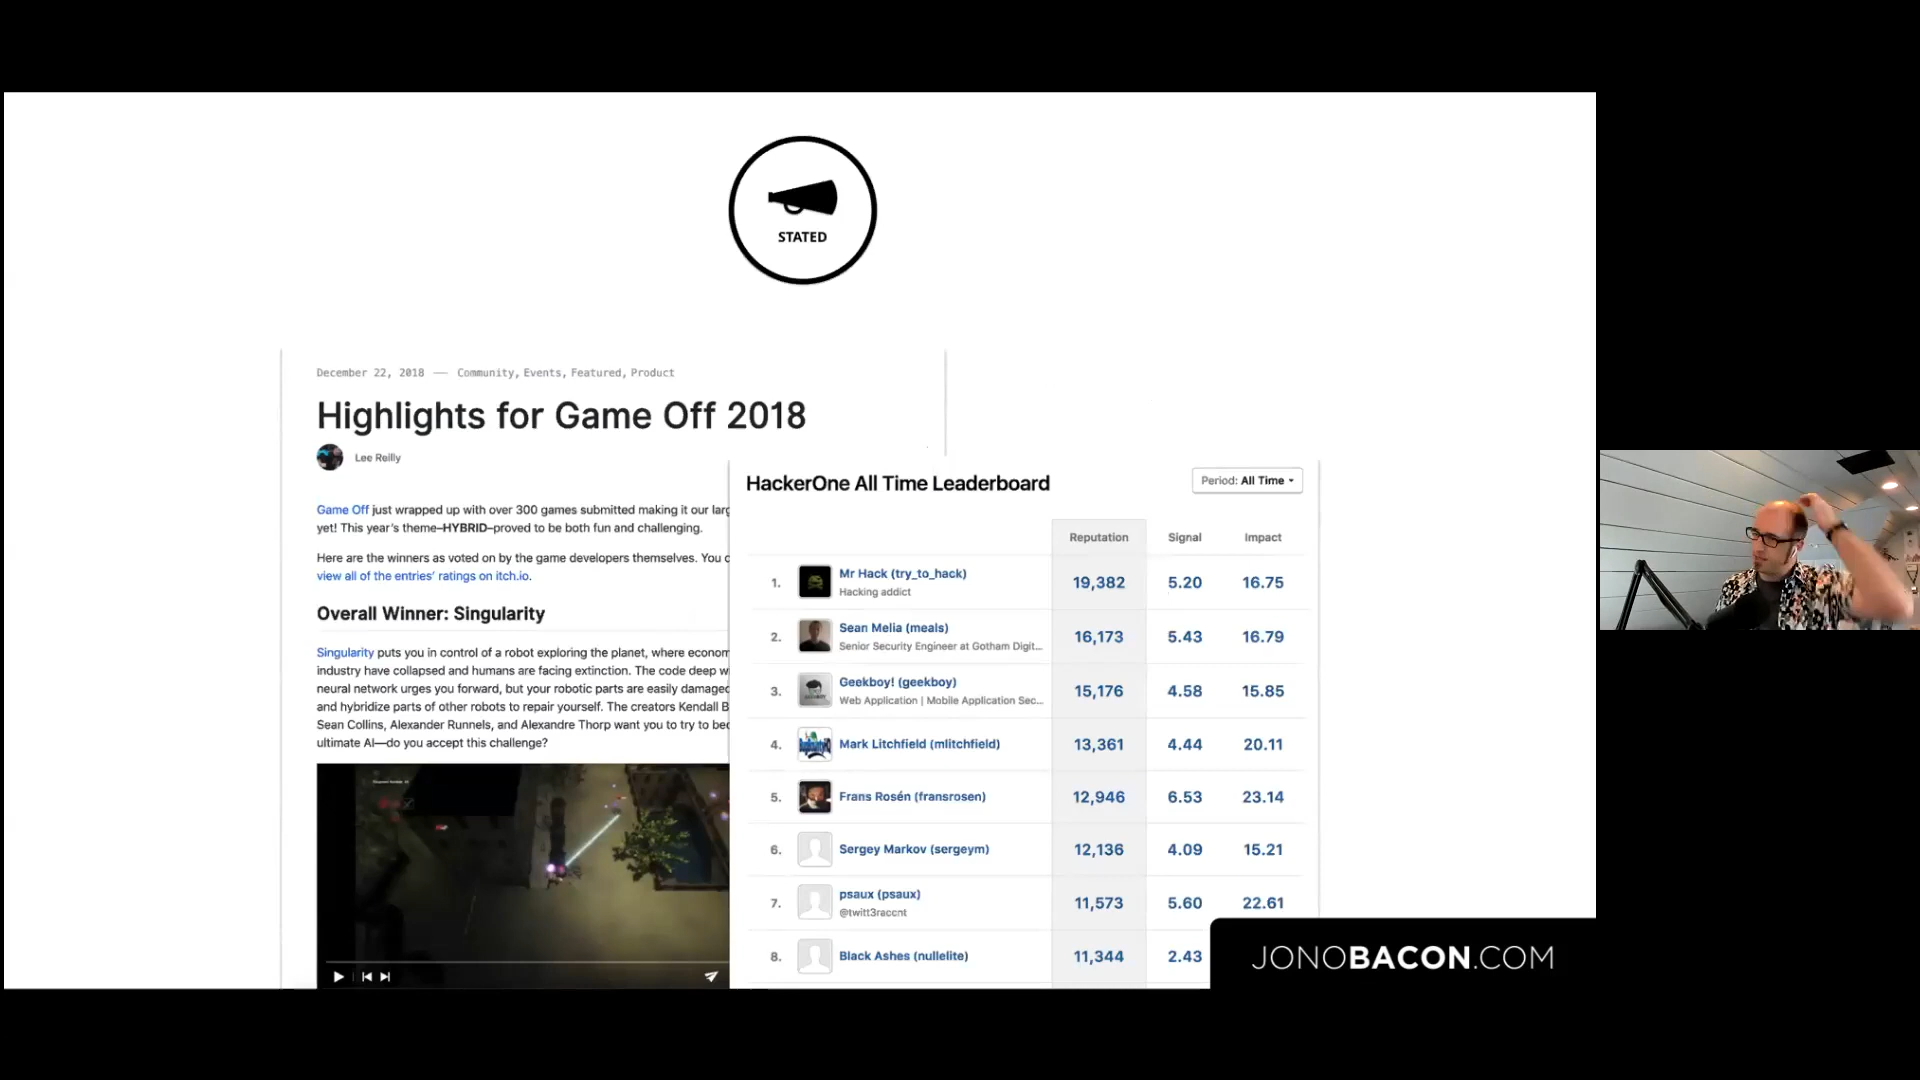 STATED
December 22, 2018 — Community, Events, Featured, Product
Highlights for Game Off 2018
Lee Reilly
Game Off just wrapped up with over 300 games submitted making it our
yet! This year's theme–HYBRID–proved to be both fun and challenging.
Here are the winners as voted on by the game developers themselves. You
view all of the entries' ratings on itch.io.
Overall Winner: Singularity
Singularity puts you in control of a robot exploring the planet, where
industry have collapsed and humans are facing extinction. The code deep
neural network urges you forward, but your robotic parts are easily damaged
and hybridize parts of other robots to repair yourself. The creators Kendall B
Sean Collins, Alexander Runnels, and Alexandre Thorp want you to try to
ultimate AI—do you accept this challenge?
HackerOne All Time Leaderboard
Period: All Time
Reputation Signal Impact
1. Mr Hack (try_to_hack) 19,382 5.20 16.75
Hacking addict
2. Sean Melia (meals) 16,173 5.43 16.79
Senior Security Engineer at Gotham Digit...
3. Geekboy! (geekboy) 15,176 4.58 15.85
Web Application | Mobile Application Sec...
4. Mark Litchfield (mlitchfield) 13,361 4.44 20.11
5. Frans Rosén (fransrosen) 12,946 6.53 23.14
6. Sergey Markov (sergeym) 12,136 4.09 15.21
7. psaux (psaux) 11,573 5.60 22.61
@twitt3raccnt
8. Black Ashes (nullelite) 11,344 2.43
JONOBACON.COM